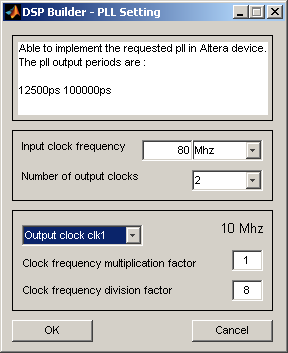 DSP Builder - PLL Setting
Able to implement the requested pll in Altera device.
The pll output periods are :
12500ps 100000ps
Input clock frequency 80 Mhz
Number of output clocks 2
Output clock clk1 10 Mhz
Clock frequency multiplication factor 1
Clock frequency division factor 8
OK Cancel